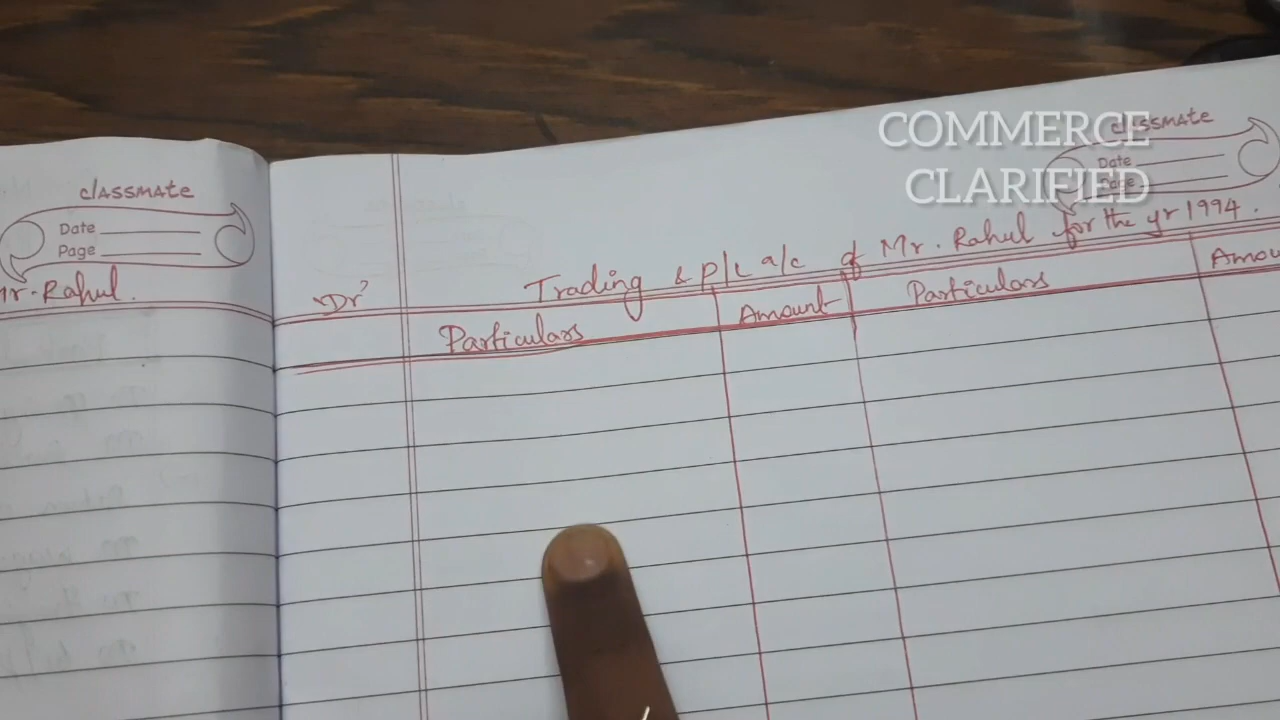 COMMERCE
CLARIFIED
classmate
Date
Page
Mr. Rahul.
classmate
Date
Page
"Dr"
Trading & P/L a/c of Mr. Rahul for the yr 1994.
Particulars Amount Particulars Amou